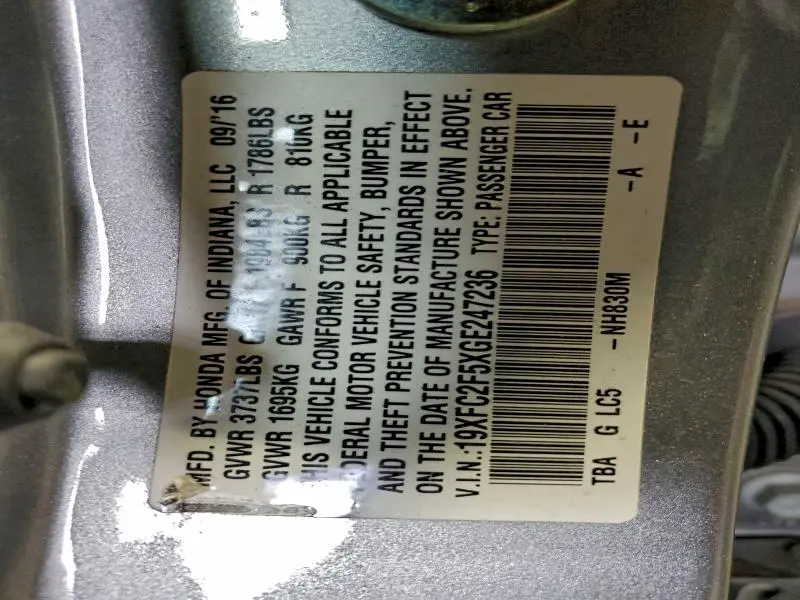 MFD. BY HONDA MFG. OF INDIANA, LLC 09/'16
GVWR 3737LBS R 1786LBS
GVWR 1695KG GAWR F 900KG R 810KG
HIS VEHICLE CONFORMS TO ALL APPLICABLE
DERAL MOTOR VEHICLE SAFETY, BUMPER,
AND THEFT PREVENTION STANDARDS IN EFFECT
ON THE DATE OF MANUFACTURE SHOWN ABOVE.
V.I.N.:19XFC2F5XGE247236 TYPE: PASSENGER CAR
TBA G LC5 -NH830M -A -E